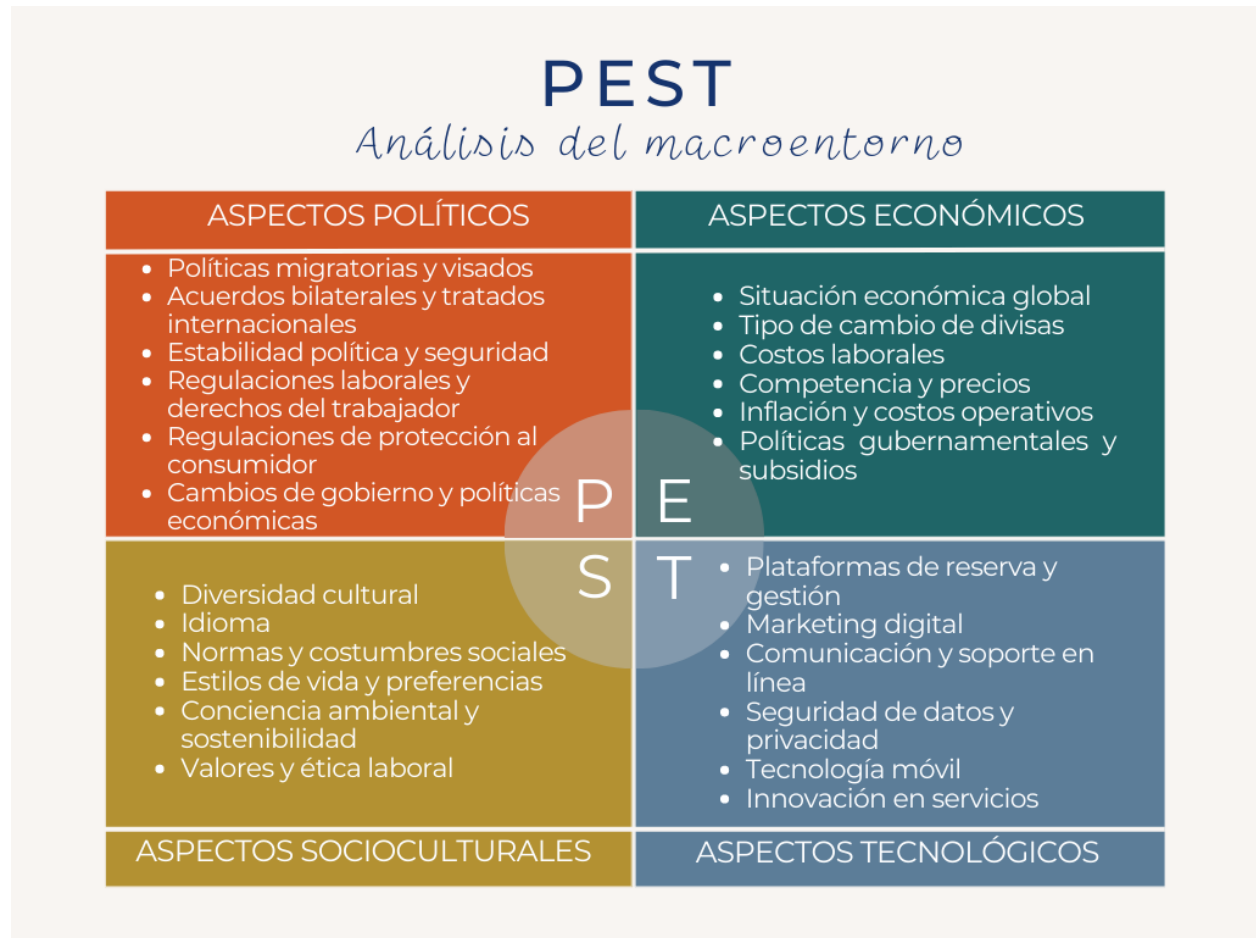 PEST
Análisis del macroentorno
ASPECTOS POLÍTICOS
• Políticas migratorias y visados
• Acuerdos bilaterales y tratados
internacionales
• Estabilidad política y seguridad
• Regulaciones laborales y
derechos del trabajador
• Regulaciones de protección al
consumidor
• Cambios de gobierno y políticas
económicas
ASPECTOS ECONÓMICOS
• Situación económica global
• Tipo de cambio de divisas
• Costos laborales
• Competencia y precios
• Inflación y costos operativos
• Políticas gubernamentales y
subsidios
P E
S T
• Diversidad cultural
• Idioma
• Normas y costumbres sociales
• Estilos de vida y preferencias
• Conciencia ambiental y
sostenibilidad
• Valores y ética laboral
ASPECTOS SOCIOCULTURALES
• Plataformas de reserva y
gestión
• Marketing digital
• Comunicación y soporte en
línea
• Seguridad de datos y
privacidad
• Tecnología móvil
• Innovación en servicios
ASPECTOS TECNOLÓGICOS